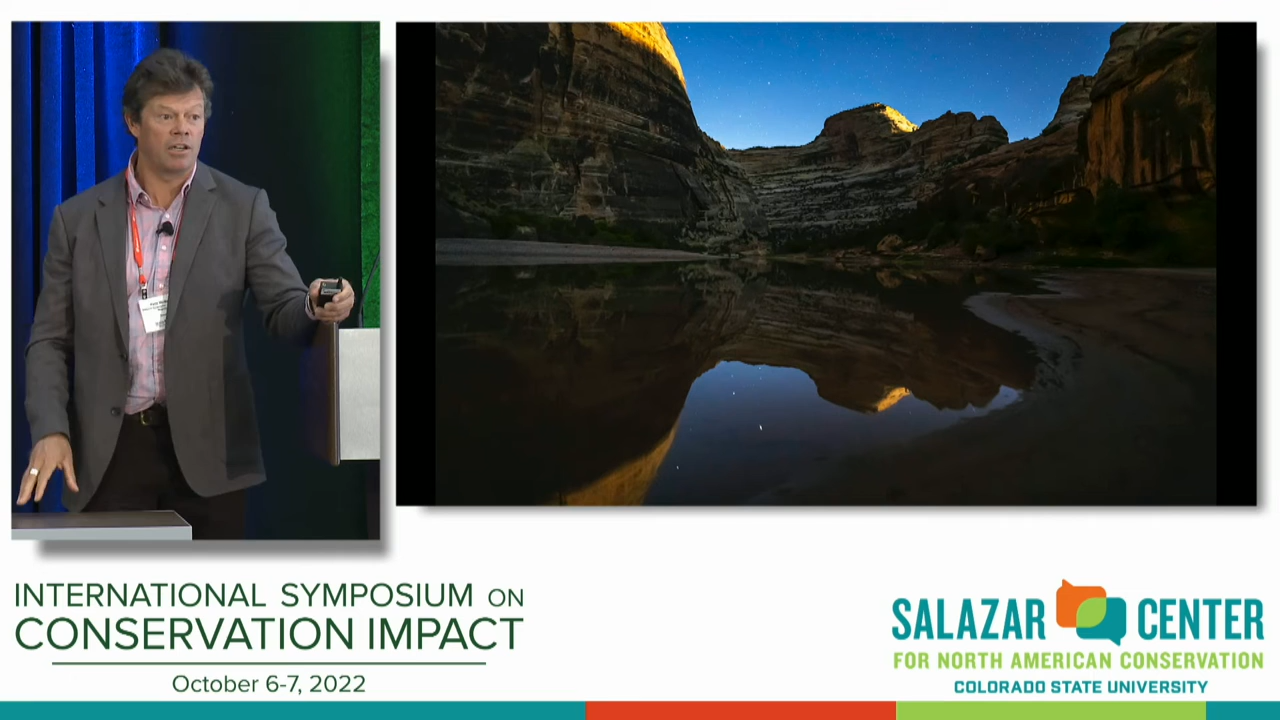 INTERNATIONAL SYMPOSIUM ON
CONSERVATION IMPACT
October 6-7, 2022
SALAZAR CENTER
FOR NORTH AMERICAN CONSERVATION
COLORADO STATE UNIVERSITY